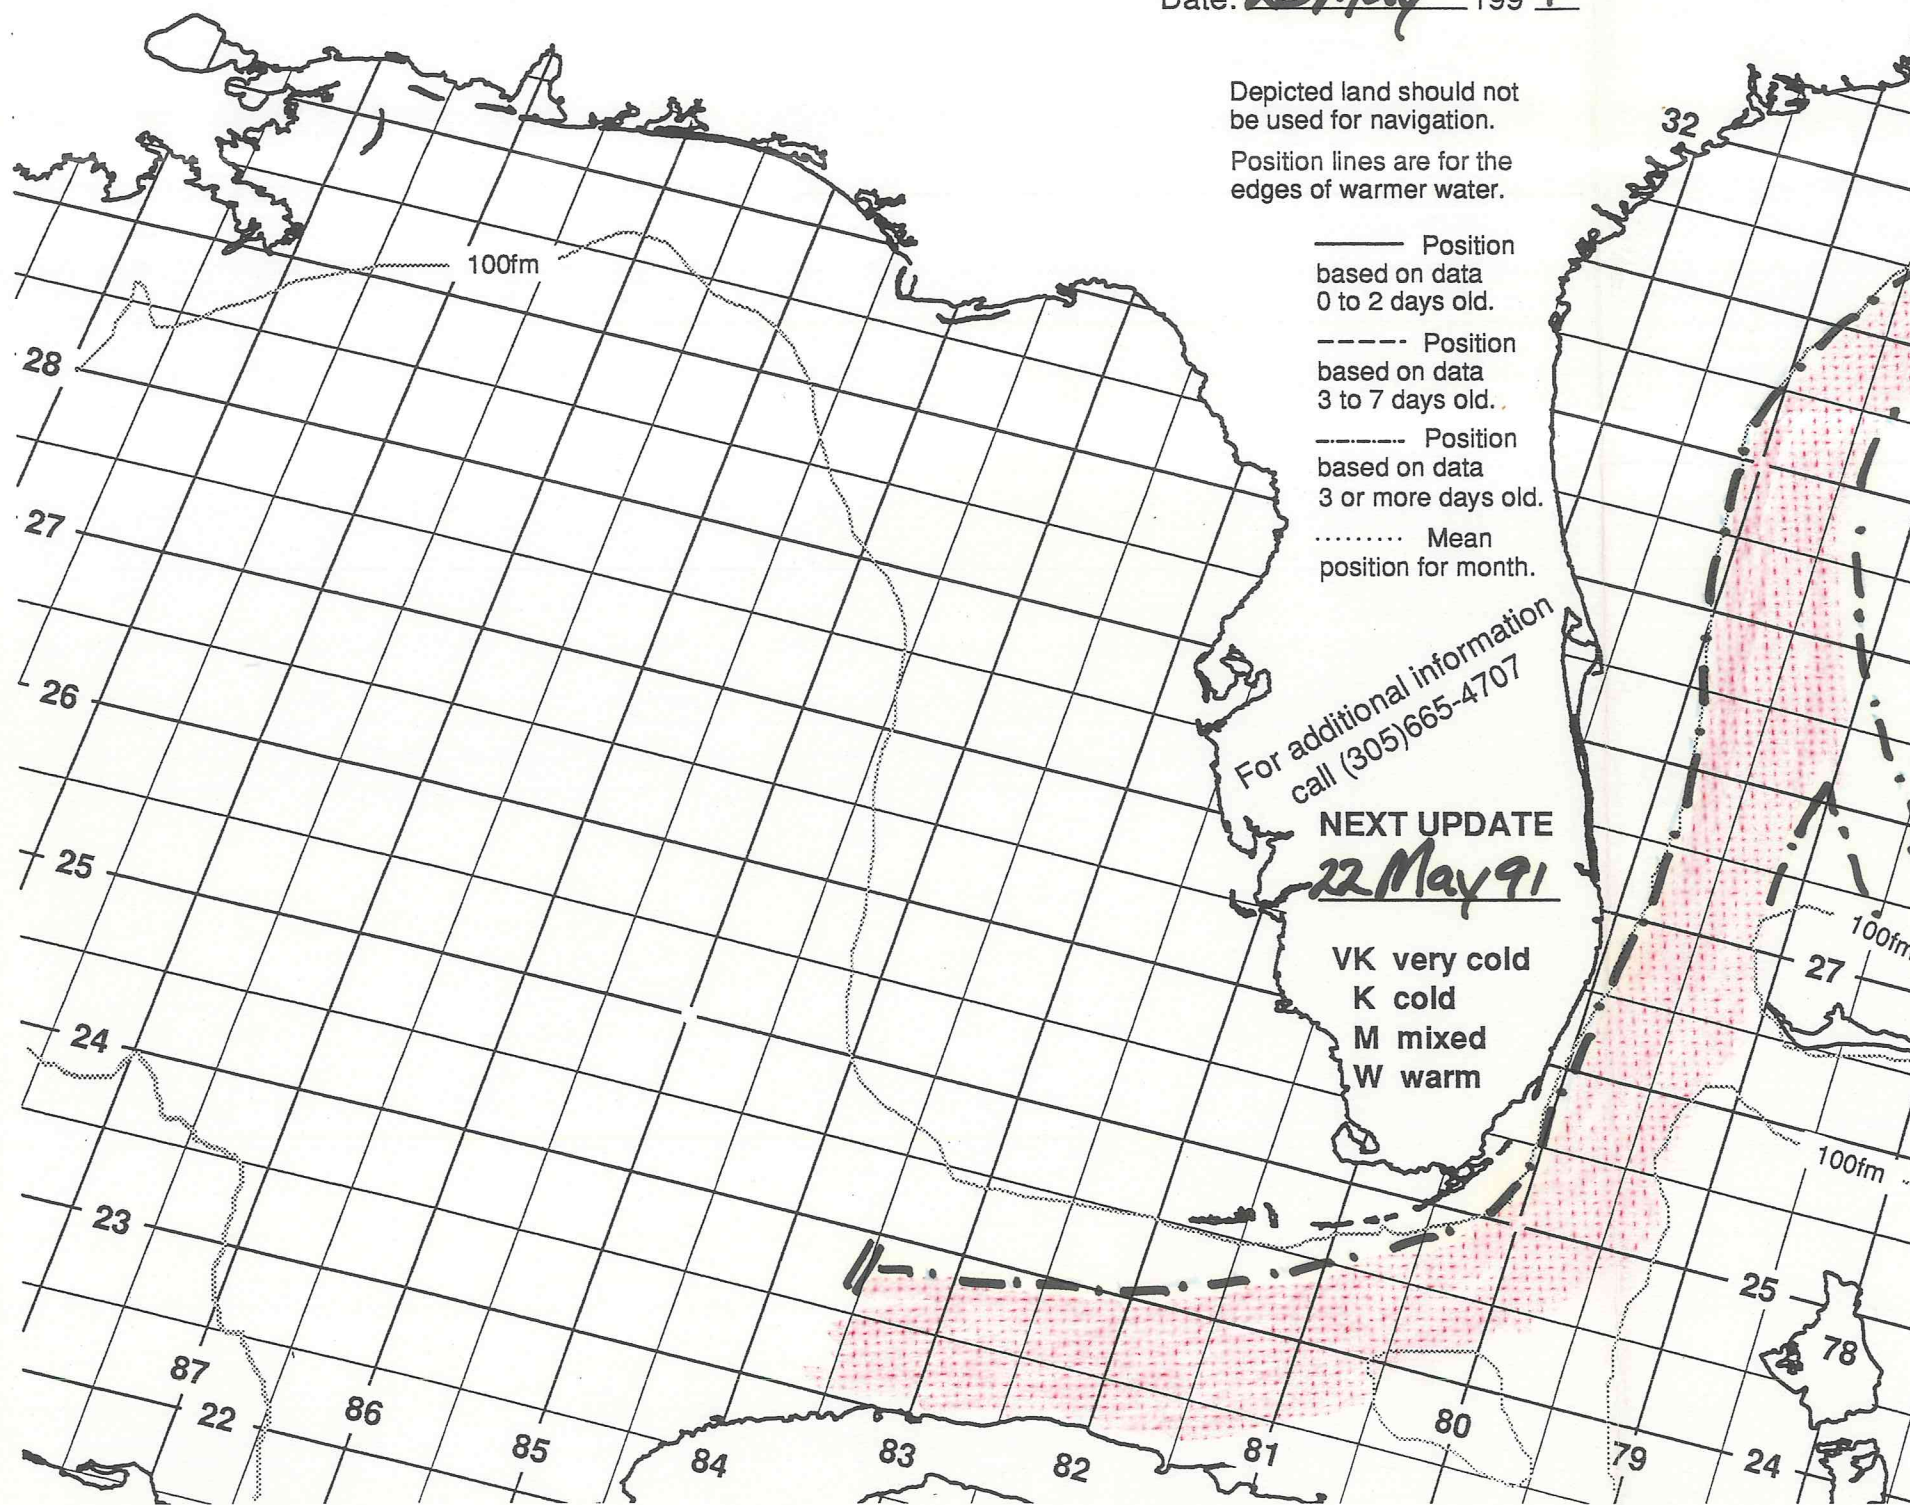 Date: May 199 1
Depicted land should not
be used for navigation.
Position lines are for the
edges of warmer water.
Position
based on data
0 to 2 days old.
Position
based on data
3 to 7 days old.
Position
based on data
3 or more days old.
Mean
position for month.
For additional information
call (305)665-4707
NEXT UPDATE
22 May 91
VK very cold
K cold
M mixed
W warm
32
100fm
28
27
26
25
24
23
22
87
86
85
84
83
82
81
80
79
78
100fm
27
100fm
25
24